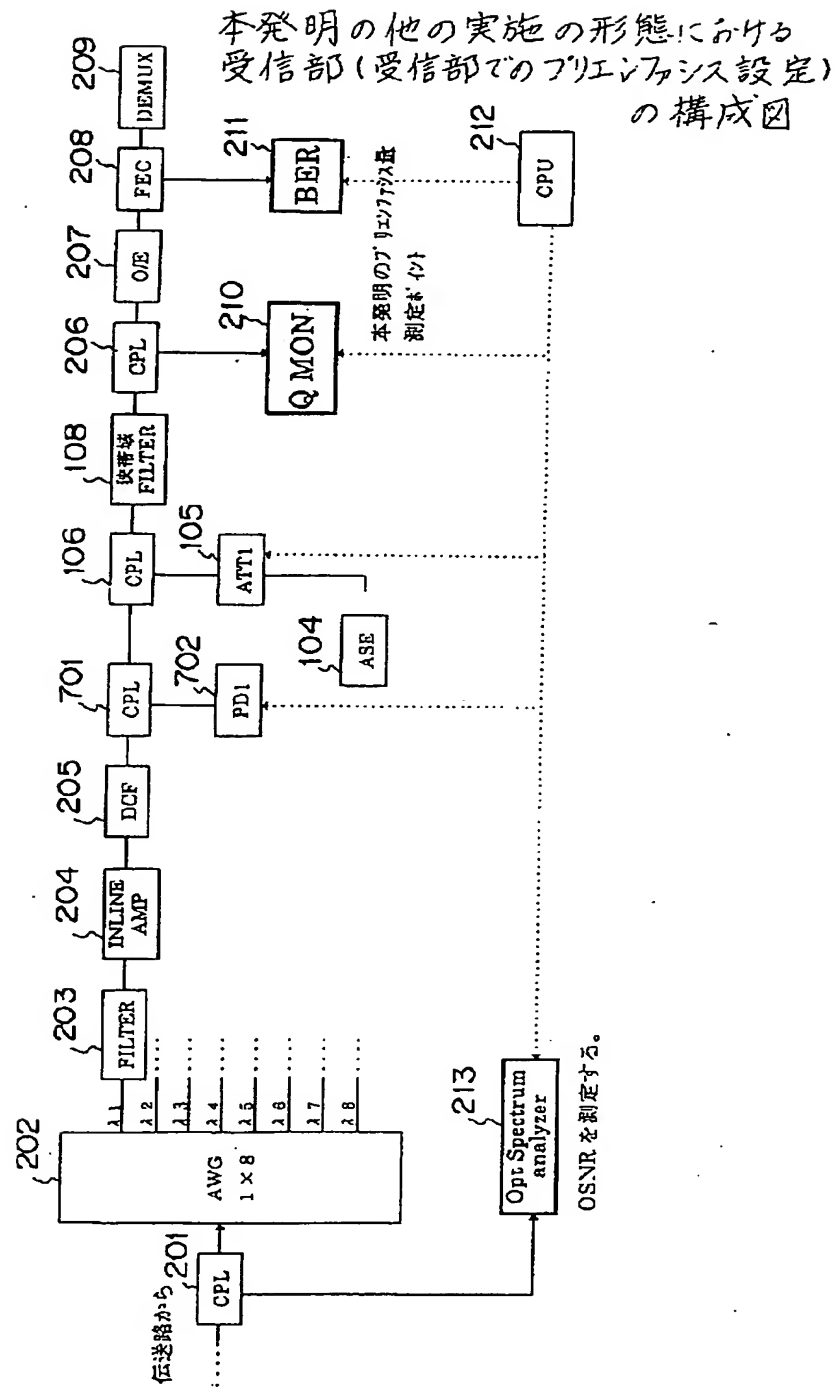 本発明の他の実施の形態における
受信部(受信部でのプリエンファシス設定)
の構成図
伝送路から
201
CPL
202
AWG
1×8
λ1
λ2
λ3
λ4
λ5
λ6
λ7
λ8
203
FILTER
204
INLINE
AMP
205
DCF
701
CPL
702
PD1
106
CPL
105
ATT1
104
ASE
108
狭帯域
FILTER
206
CPL
207
O/E
208
FEC
209
DEMUX
210
Q MON
211
BER
本発明のプリエンファシス量
測定ポイント
212
CPU
213
Opt Spectrum
analyzer
OSNRを測定する。